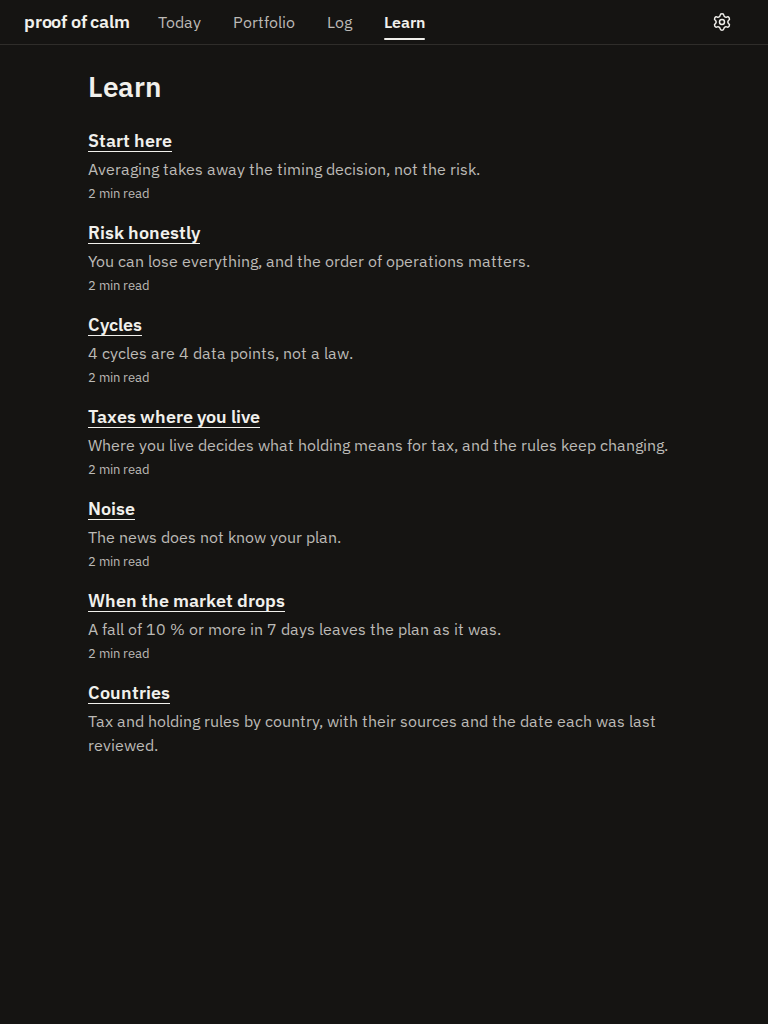 proof of calm Today Portfolio Log Learn
Learn
Start here
Averaging takes away the timing decision, not the risk.
2 min read
Risk honestly
You can lose everything, and the order of operations matters.
2 min read
Cycles
4 cycles are 4 data points, not a law.
2 min read
Taxes where you live
Where you live decides what holding means for tax, and the rules keep changing.
2 min read
Noise
The news does not know your plan.
2 min read
When the market drops
A fall of 10 % or more in 7 days leaves the plan as it was.
2 min read
Countries
Tax and holding rules by country, with their sources and the date each was last
reviewed.